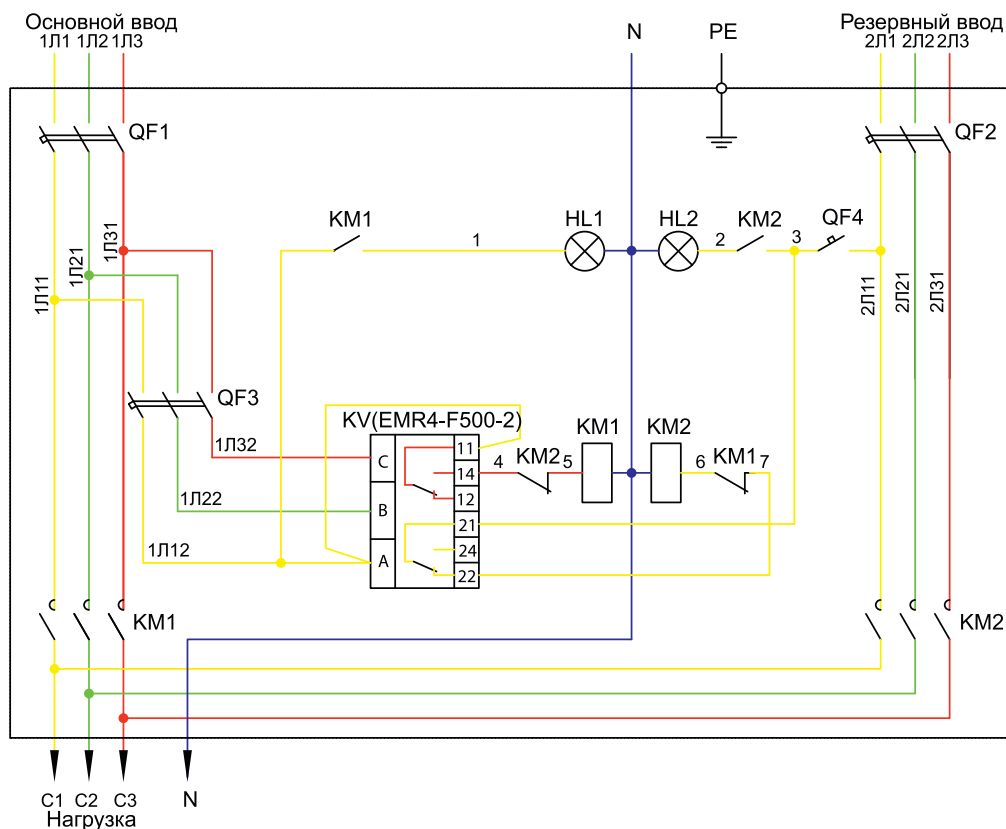 Основной ввод
1Л1 1Л2 1Л3
N
PE
Резервный ввод
2Л1 2Л2 2Л3
QF1
QF2
KM1
1
HL1
HL2
2
KM2
3
QF4
1Л11
1Л21
1Л31
2Л11
2Л21
2Л31
QF3
KV(EMR4-F500-2)
1Л32
1Л22
1Л12
C
B
A
11
14
12
21
24
22
4
KM2
5
KM1
KM2
6
KM1
7
KM1
KM2
C1 C2 C3
N
Нагрузка